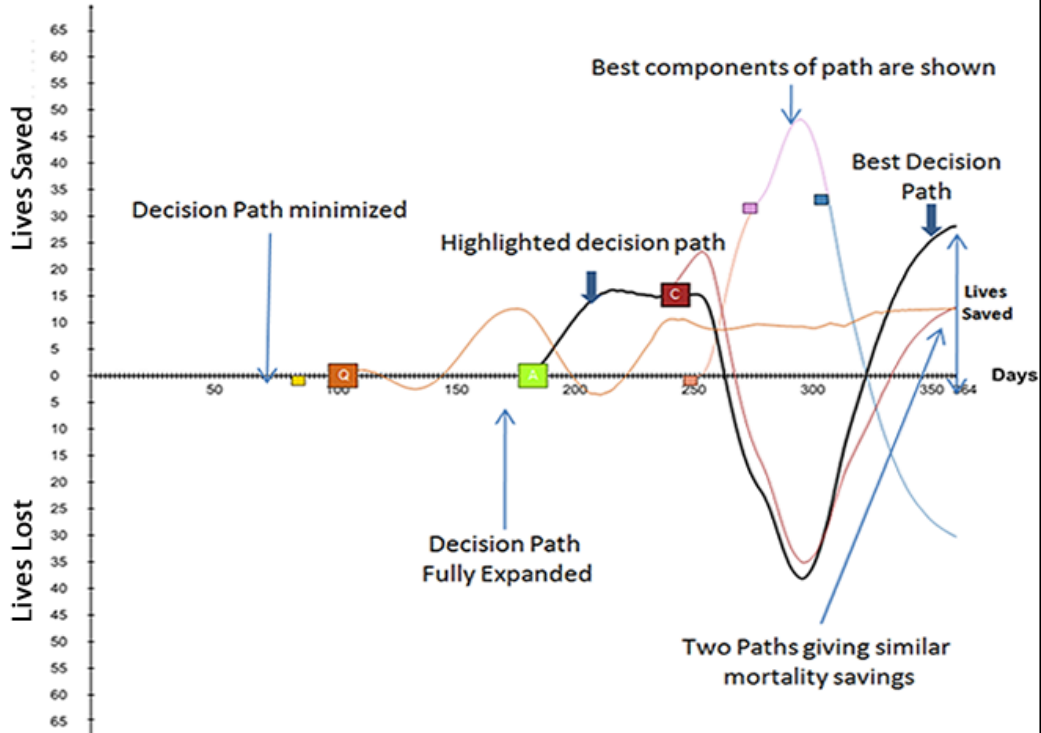 65
60
55
50
45
40
35
30
25
20
15
10
5
0
5
10
15
20
25
30
35
40
45
50
55
60
65
Lives Saved
Lives Lost
Best components of path are shown
Best Decision
Path
Decision Path minimized
Highlighted decision path
C
Lives
Saved
Q
A
Days
50
100
150
200
250
300
350
364
Decision Path
Fully Expanded
Two Paths giving similar
mortality savings